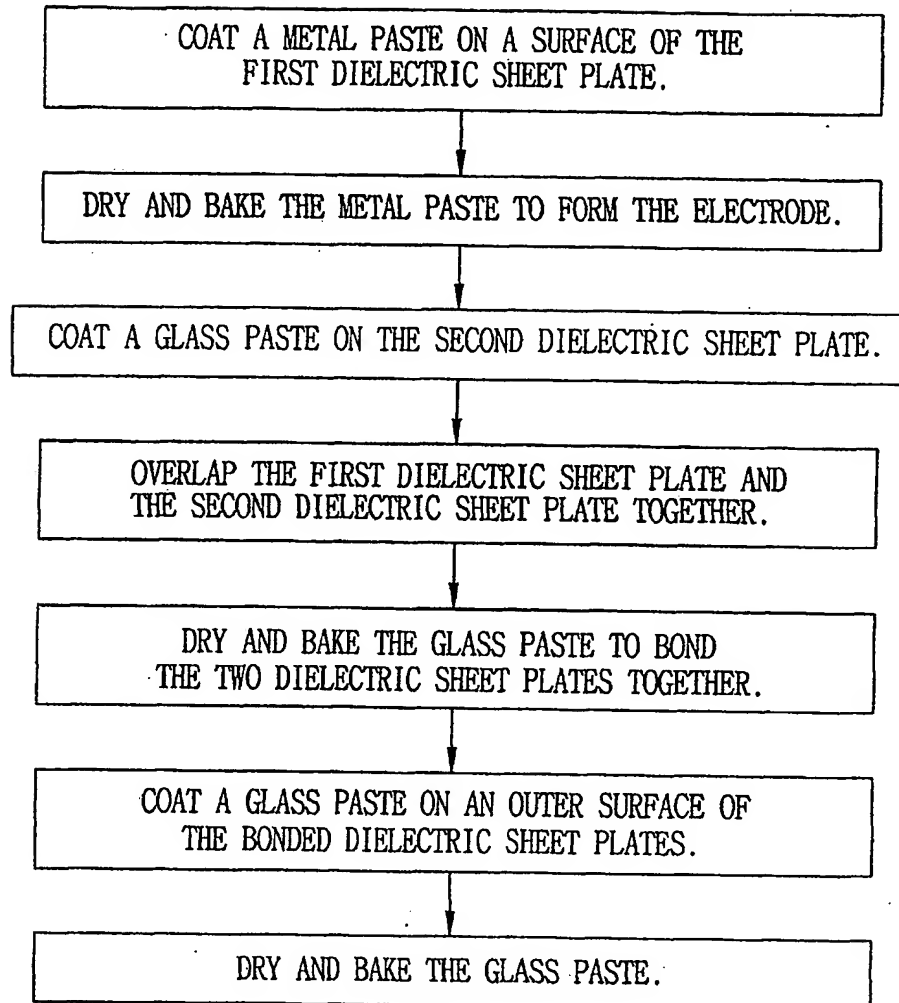 COAT A METAL PASTE ON A SURFACE OF THE
FIRST DIELECTRIC SHEET PLATE.
DRY AND BAKE THE METAL PASTE TO FORM THE ELECTRODE.
COAT A GLASS PASTE ON THE SECOND DIELECTRIC SHEET PLATE.
OVERLAP THE FIRST DIELECTRIC SHEET PLATE AND
THE SECOND DIELECTRIC SHEET PLATE TOGETHER.
DRY AND BAKE THE GLASS PASTE TO BOND
THE TWO DIELECTRIC SHEET PLATES TOGETHER.
COAT A GLASS PASTE ON AN OUTER SURFACE OF
THE BONDED DIELECTRIC SHEET PLATES.
DRY AND BAKE THE GLASS PASTE.